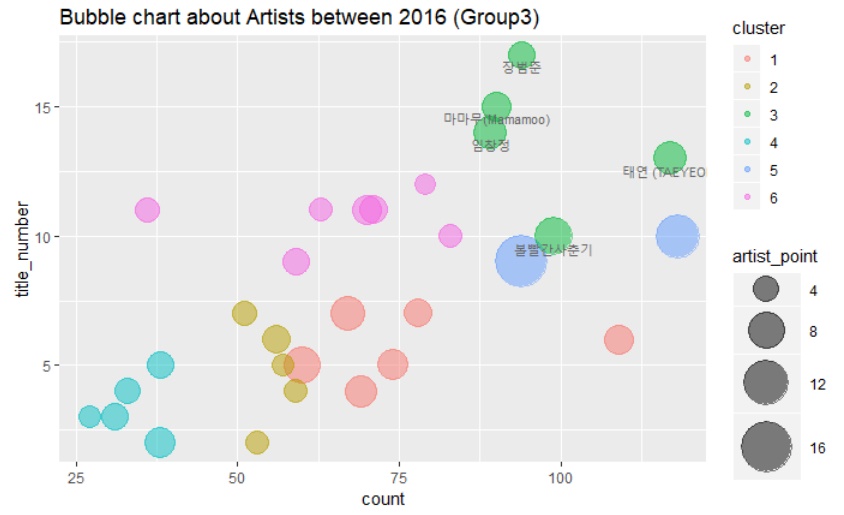 Bubble chart about Artists between 2016 (Group3)
cluster
1
2
3
4
5
6
artist_point
4
8
12
16
title_number
15
10
5
장범준
마마무(Mamamoo)
임창정
태연 (TAEYEO
볼빨간사춘기
25
50
75
100
count